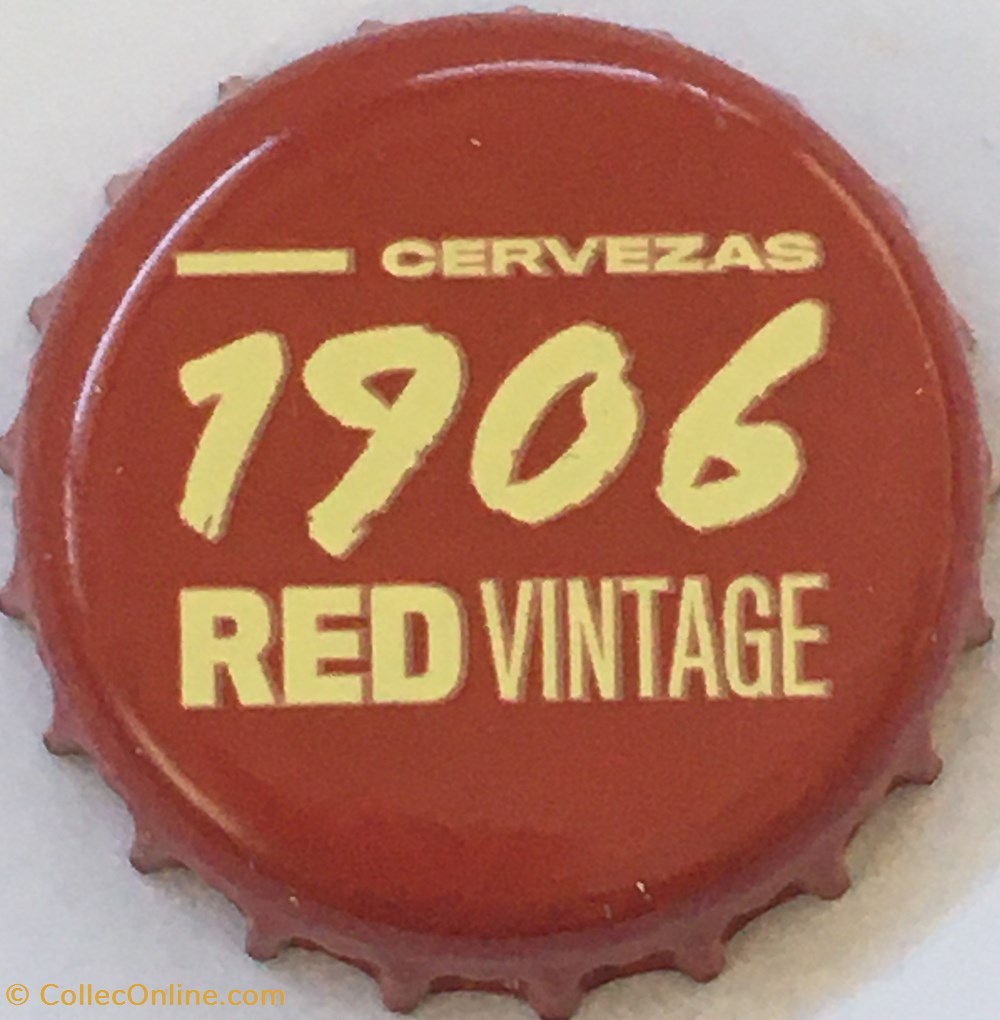 CERVEZAS
1906
RED VINTAGE
© CollecOnline.com